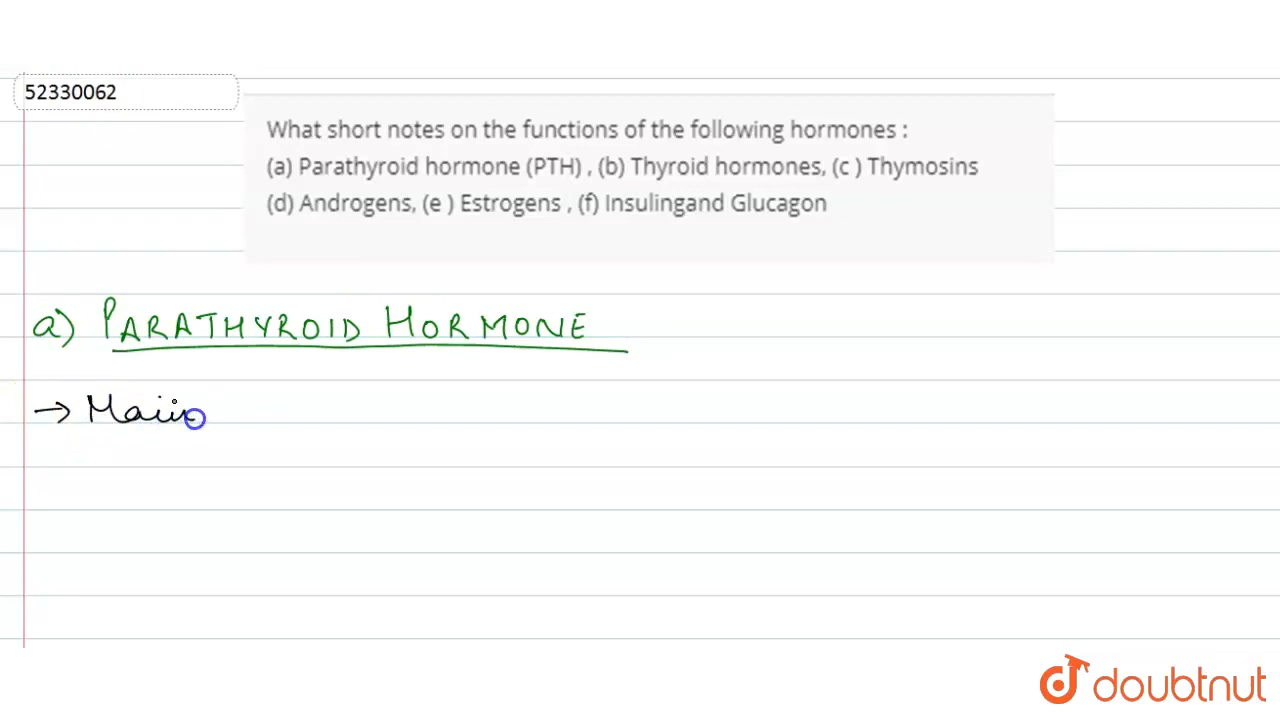 52330062
What short notes on the functions of the following hormones :
(a) Parathyroid hormone (PTH) , (b) Thyroid hormones, (c ) Thymosins
(d) Androgens, (e ) Estrogens , (f) Insulingand Glucagon
a) PARATHYROID HORMONE
→ Main
doubtnut